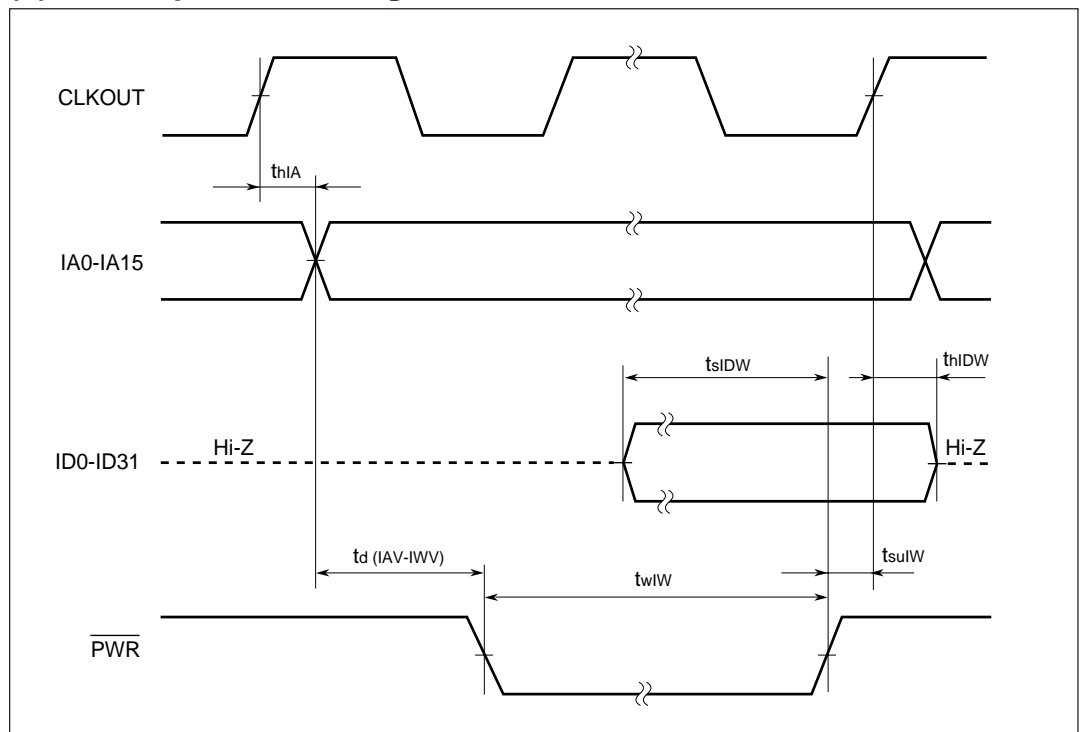 CLKOUT
thIA
IA0-IA15
tsIDW
thIDW
ID0-ID31
Hi-Z
Hi-Z
td (IAV-IWV)
twIW
tsuIW
PWR